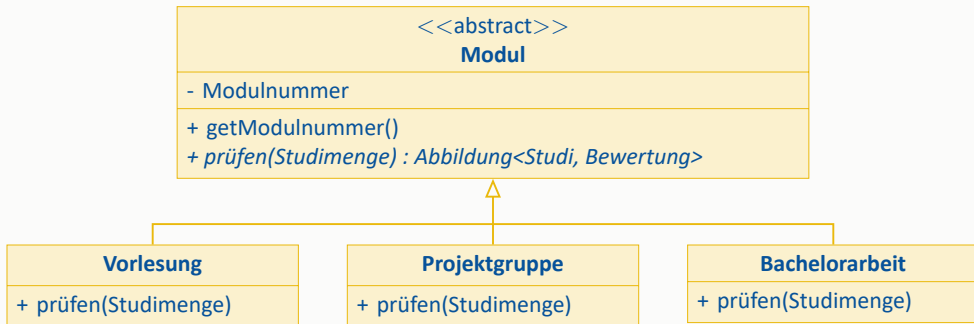 <<abstract>>
Modul
- Modulnummer
+ getModulnummer()
+ prüfen(Studimenge) : Abbildung<Studi, Bewertung>
Vorlesung
+ prüfen(Studimenge)
Projektgruppe
+ prüfen(Studimenge)
Bachelorarbeit
+ prüfen(Studimenge)